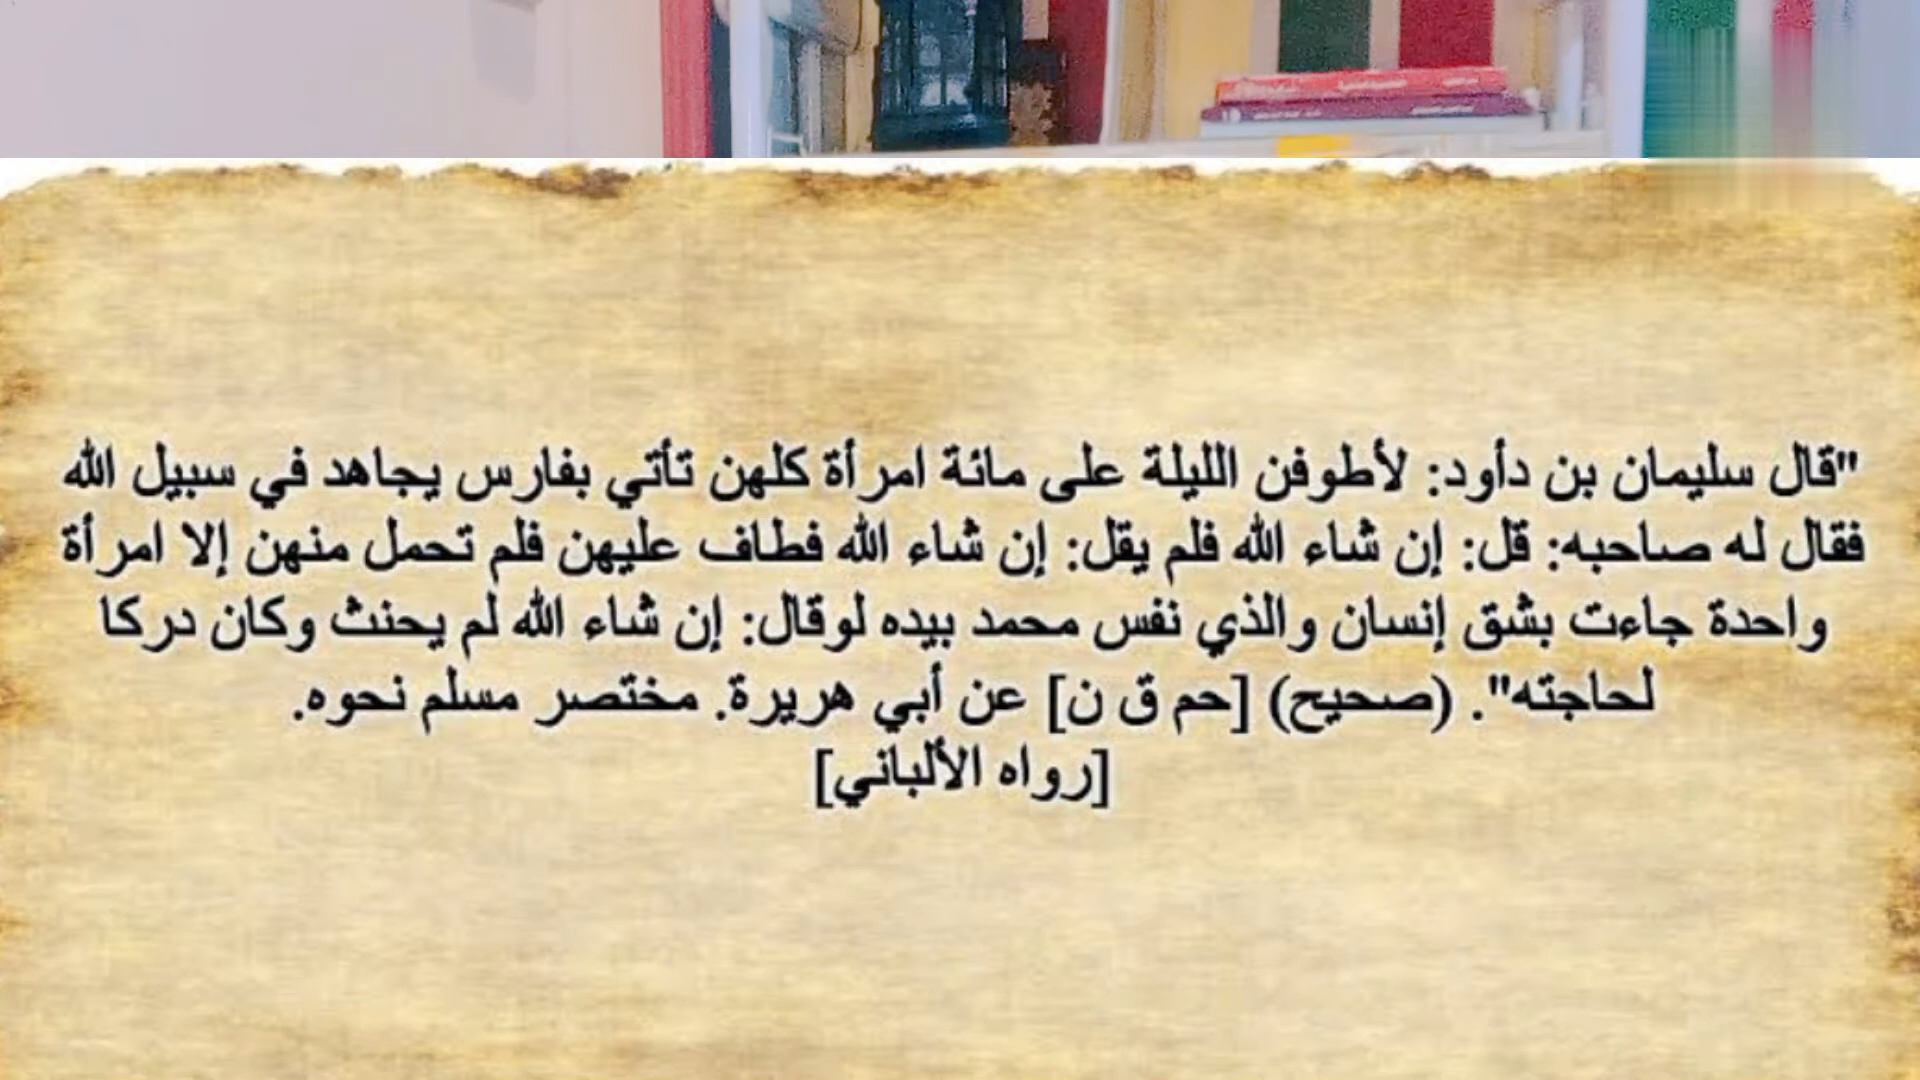 "قال سليمان بن دأود: لأطوفن الليلة على مائة امرأة كلهن تأتي بفارس يجاهد في سبيل الله
فقال له صاحبه: قل: إن شاء الله فلم يقل: إن شاء الله فطاف عليهن فلم تحمل منهن إلا امرأة
واحدة جاءت بشق إنسان والذي نفس محمد بيده لوقال: إن شاء الله لم يحنث وكان دركا
لحاجته". (صحيح) [حم ق ن] عن أبي هريرة. مختصر مسلم نحوه.
[رواه الألباني]